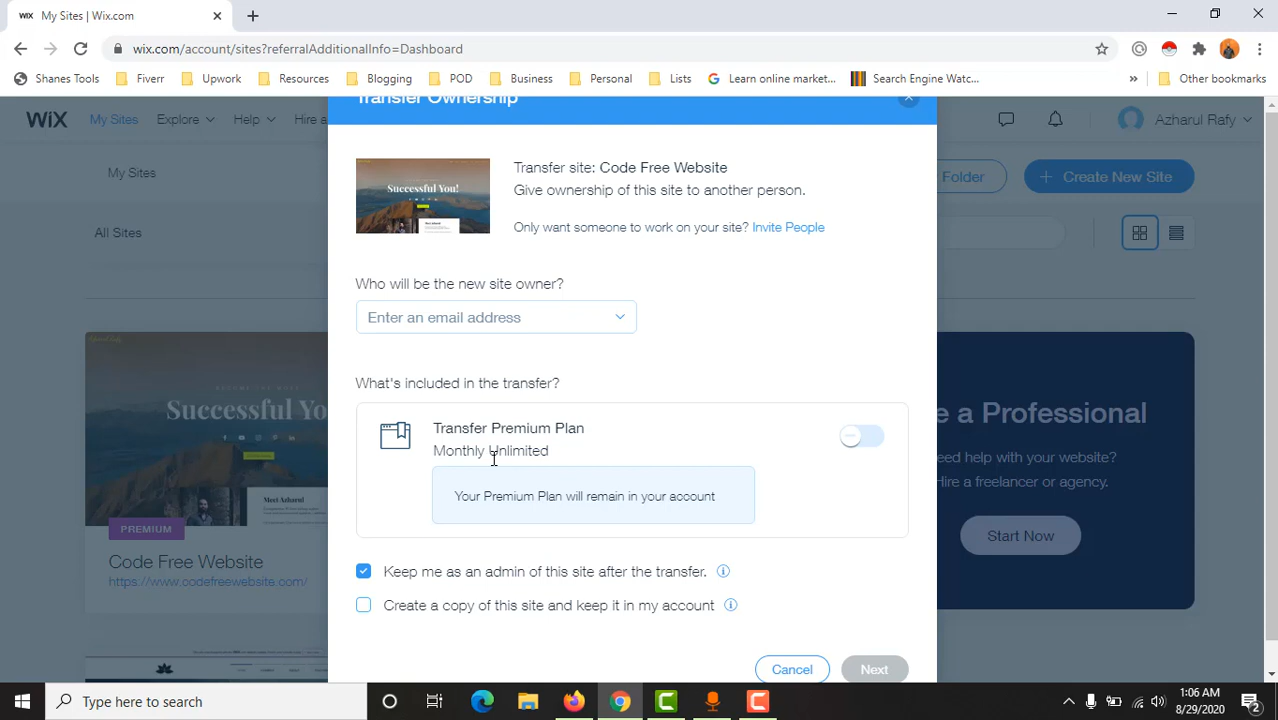 WiX My Sites | Wix.com
wix.com/account/sites?referralAdditionalInfo=Dashboard
Shanes Tools Fiverr Upwork Resources Blogging POD Business Personal Lists Learn online market... Search Engine Watc... » Other bookmarks
Transfer Ownership
WiX My Sites Explore Help Hire a Azharul Rafy
My Sites
Folder
+ Create New Site
All Sites
Transfer site: Code Free Website
Give ownership of this site to another person.
Only want someone to work on your site? Invite People
Successful You!
Who will be the new site owner?
Enter an email address
What's included in the transfer?
Transfer Premium Plan
Monthly Unlimited
Your Premium Plan will remain in your account
Keep me as an admin of this site after the transfer.
Create a copy of this site and keep it in my account
Cancel
Next
BECOME THE MOST
Successful Yo
Meet Azharul
PREMIUM
Code Free Website
https://www.codefreewebsite.com/
e a Professional
eed help with your website?
Hire a freelancer or agency.
Start Now
Type here to search
1:06 AM
8/29/2020
2